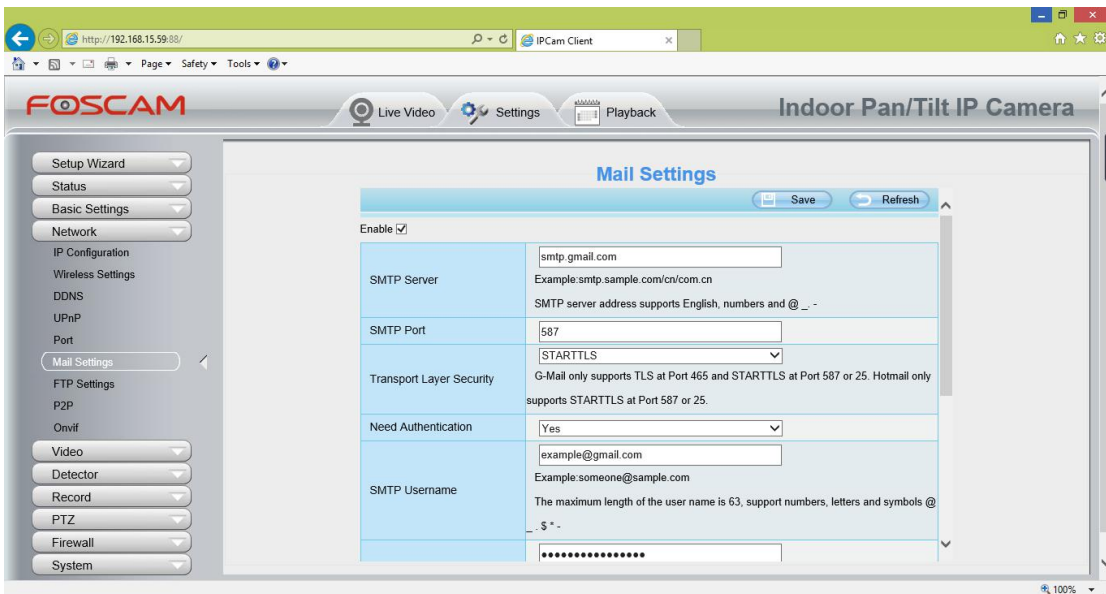 http://192.168.15.59:88/
IPCam Client
Page Safety Tools
FOSCAM
Live Video Settings Playback
Indoor Pan/Tilt IP Camera
Setup Wizard
Status
Basic Settings
Network
IP Configuration
Wireless Settings
DDNS
UPnP
Port
Mail Settings
FTP Settings
P2P
Onvif
Video
Detector
Record
PTZ
Firewall
System
Mail Settings
Save Refresh
Enable
SMTP Server
smtp.gmail.com
Example:smtp.sample.com/cn/com.cn
SMTP server address supports English, numbers and @ _ . -
SMTP Port
587
Transport Layer Security
STARTTLS
G-Mail only supports TLS at Port 465 and STARTTLS at Port 587 or 25. Hotmail only
supports STARTTLS at Port 587 or 25.
Need Authentication
Yes
SMTP Username
example@gmail.com
Example:someone@sample.com
The maximum length of the user name is 63, support numbers, letters and symbols @
_ . $ * -
••••••••••••••••
100%